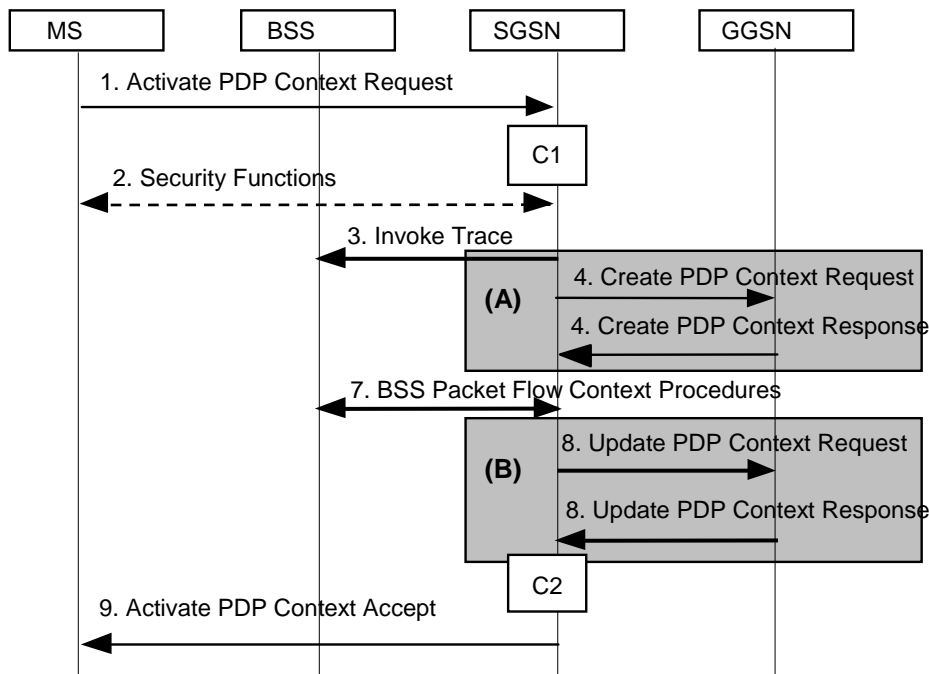 MS
BSS
SGSN
GGSN
1. Activate PDP Context Request
C1
2. Security Functions
3. Invoke Trace
(A)
4. Create PDP Context Request
4. Create PDP Context Response
7. BSS Packet Flow Context Procedures
(B)
8. Update PDP Context Request
8. Update PDP Context Response
C2
9. Activate PDP Context Accept